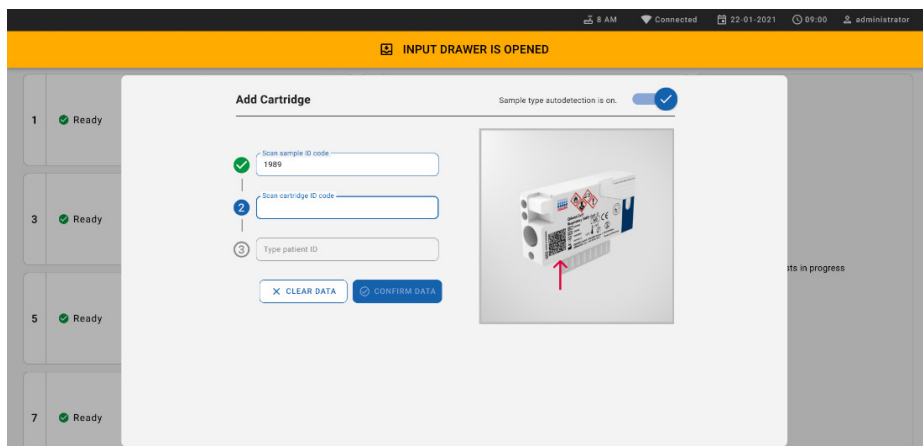 8 AM Connected 22-01-2021 09:00 administrator
INPUT DRAWER IS OPENED
Add Cartridge
Sample type autodetection is on.
1 Ready
Scan sample ID code
1989
2
Scan cartridge ID code
3 Ready
3
Type patient ID
sts in progress
CLEAR DATA
CONFIRM DATA
5 Ready
7 Ready